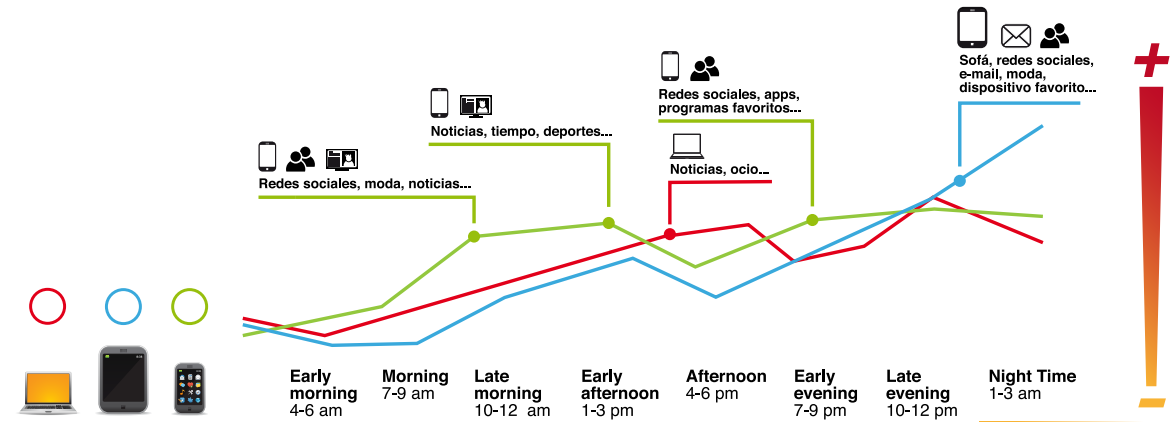 Sofá, redes sociales,
e-mail, moda,
dispositivo favorito...
Redes sociales, apps,
programas favoritos...
Noticias, tiempo, deportes...
Noticias, ocio...
Redes sociales, moda, noticias...
+
-
Early
morning
4-6 am
Morning
7-9 am
Late
morning
10-12 am
Early
afternoon
1-3 pm
Afternoon
4-6 pm
Early
evening
7-9 pm
Late
evening
10-12 pm
Night Time
1-3 am